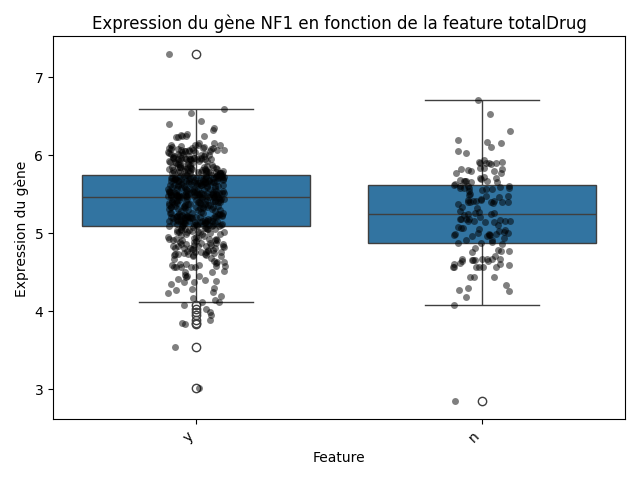 Expression du gène NF1 en fonction de la feature totalDrug
Expression du gène
7
6
5
4
3
y
n
Feature